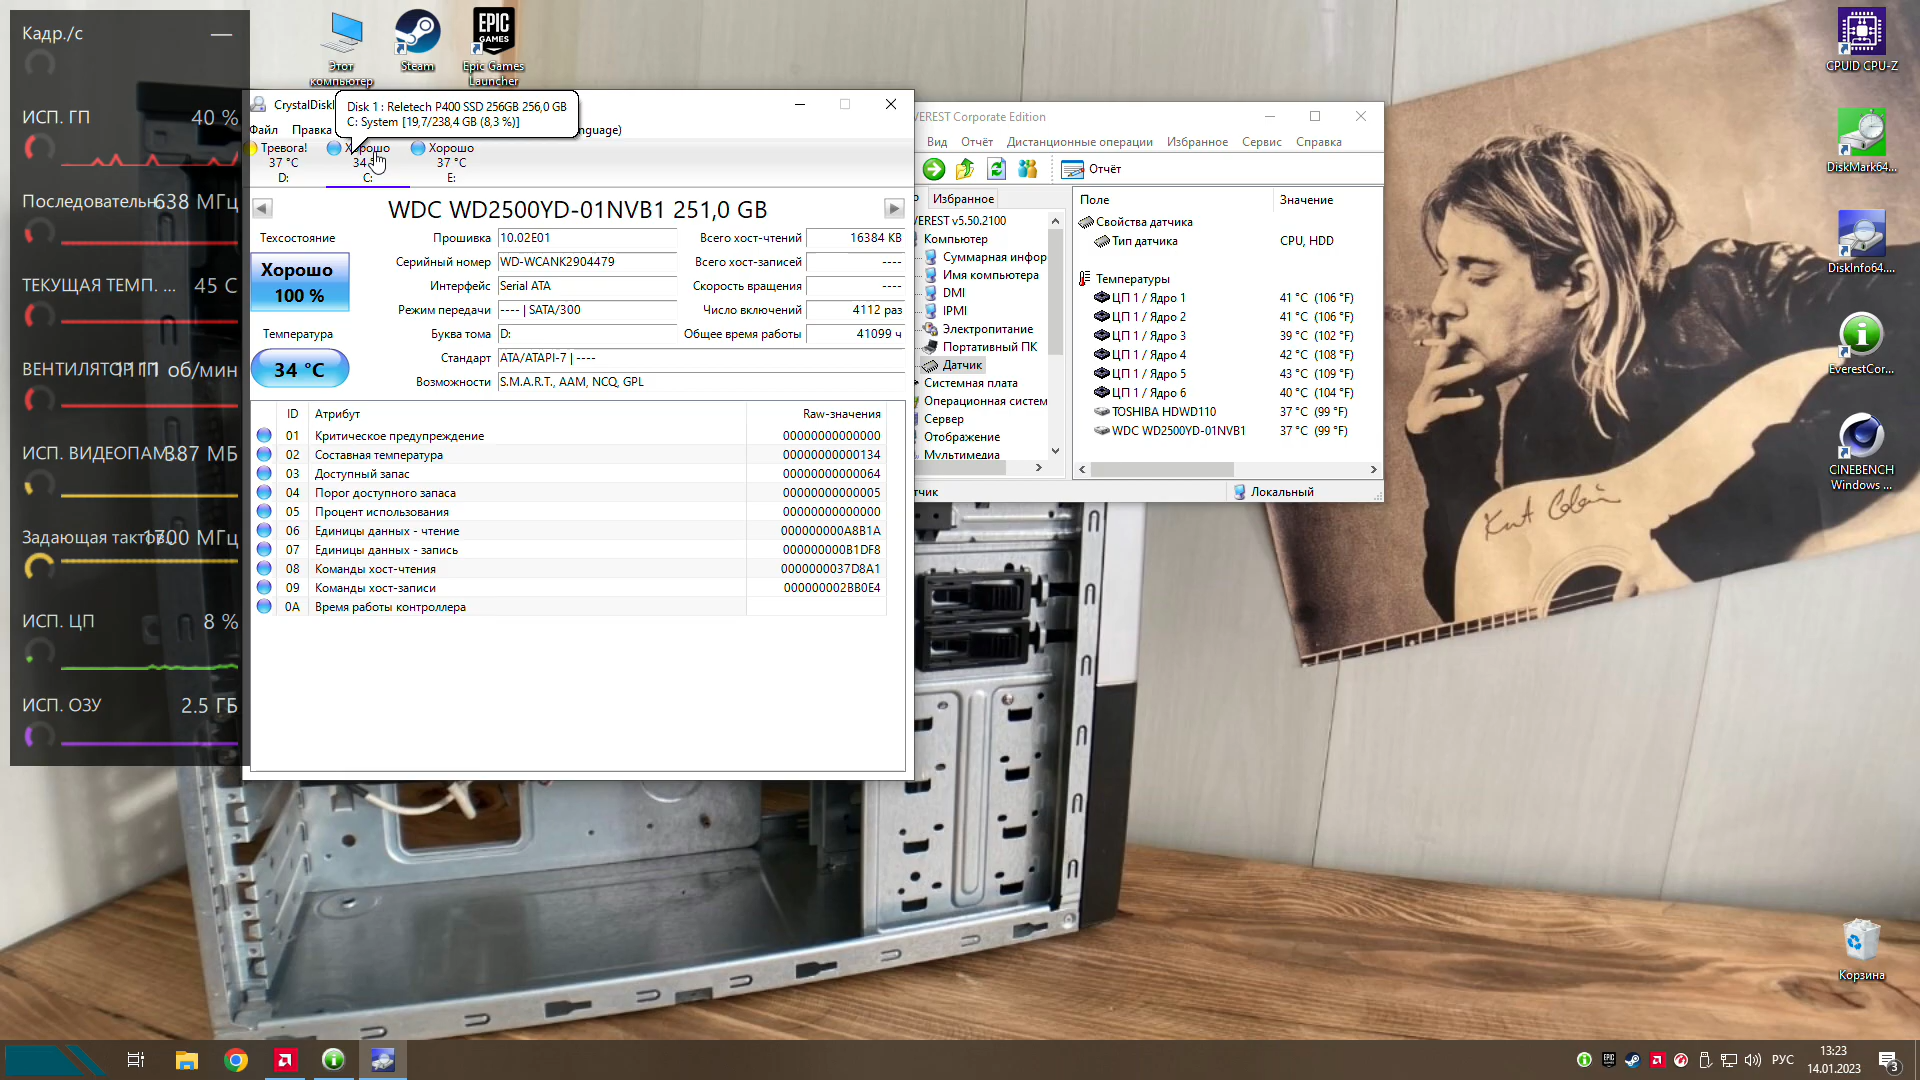 Кадр./с
ИСП. ГП 40 %
638 МГц
ТЕКУЩАЯ ТЕМП. ... 45 C
1111 об/мин
ИСП. ВИДЕОПАМ... 387 МБ
1700 МГц
ИСП. ЦП 8 %
ИСП. ОЗУ 2.5 ГБ
Этот
компьютер
Steam
EPIC
GAMES
Epic Games
Launcher
Disk 1 : Reletech P400 SSD 256GB 256,0 GB
C: System [19,7/238,4 GB (8,3 %)]
Файл Правка nguage)
Тревога!
37 °C
D:
Хорошо
34
C:
Хорошо
37 °C
E:
WDC WD2500YD-01NVB1 251,0 GB
Техсостояние
Хорошо
100 %
Температура
34 °C
Прошивка 10.02E01
Серийный номер WD-WCANK2904479
Интерфейс Serial ATA
Режим передачи ---- | SATA/300
Буква тома D:
Стандарт ATA/ATAPI-7 | ----
Возможности S.M.A.R.T., AAM, NCQ, GPL
Всего хост-чтений 16384 KB
Всего хост-записей ----
Скорость вращения ----
Число включений 4112 раз
Общее время работы 41099 ч
ID Атрибут Raw-значения
01 Критическое предупреждение 00000000000000
02 Составная температура 00000000000134
03 Доступный запас 00000000000064
04 Порог доступного запаса 00000000000005
05 Процент использования 00000000000000
06 Единицы данных - чтение 000000000A8B1A
07 Единицы данных - запись 000000000B1DF8
08 Команды хост-чтения 0000000037D8A1
09 Команды хост-записи 000000002BB0E4
0A Время работы контроллера
EREST Corporate Edition
Вид Отчёт Дистанционные операции Избранное Сервис Справка
Отчёт
Избранное
EREST v5.50.2100
Компьютер
Суммарная инфор
Имя компьютера
DMI
IPMI
Электропитание
Портативный ПК
Датчик
Системная плата
Операционная систем
Сервер
Отображение
Мультимедиа
тчик
Поле Значение
Свойства датчика
Тип датчика CPU, HDD
Температуры
ЦП 1 / Ядро 1 41 °C (106 °F)
ЦП 1 / Ядро 2 41 °C (106 °F)
ЦП 1 / Ядро 3 39 °C (102 °F)
ЦП 1 / Ядро 4 42 °C (108 °F)
ЦП 1 / Ядро 5 43 °C (109 °F)
ЦП 1 / Ядро 6 40 °C (104 °F)
TOSHIBA HDWD110 37 °C (99 °F)
WDC WD2500YD-01NVB1 37 °C (99 °F)
Локальный
CPUID CPU-Z
DiskMark64...
DiskInfo64....
EverestCor...
CINEBENCH
Windows ...
Корзина
РУС
13:23
14.01.2023
3